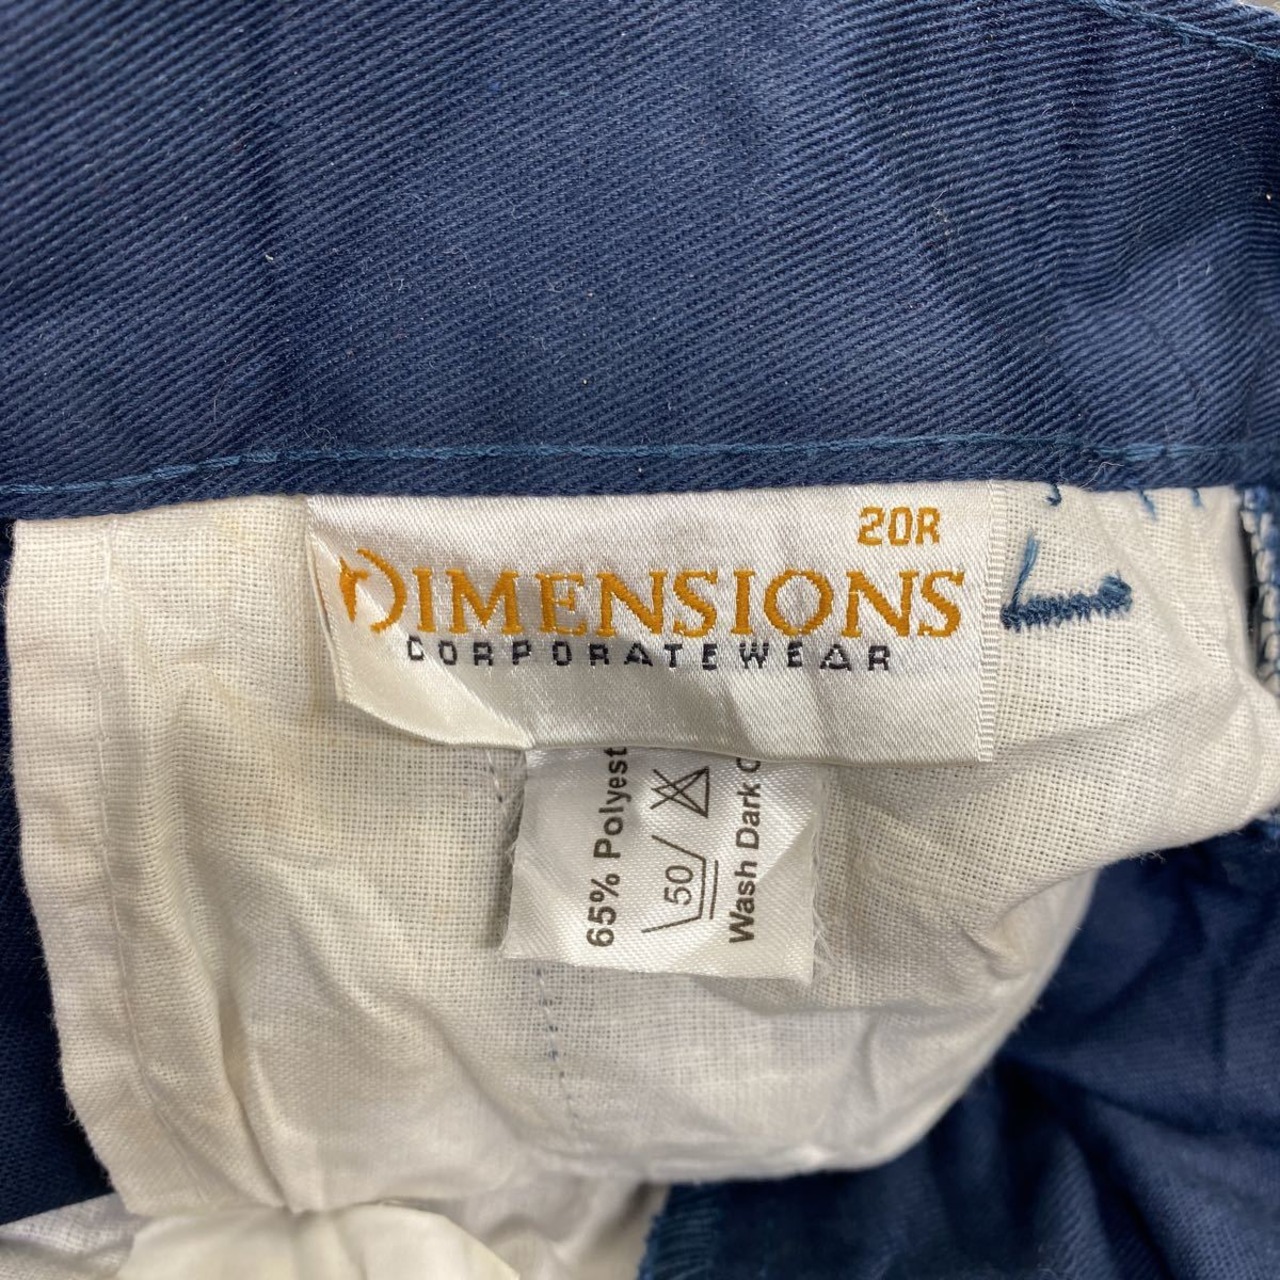 20R
DIMENSIONS
CORPORATEWEAR
65% Polyest
50
Wash Dark